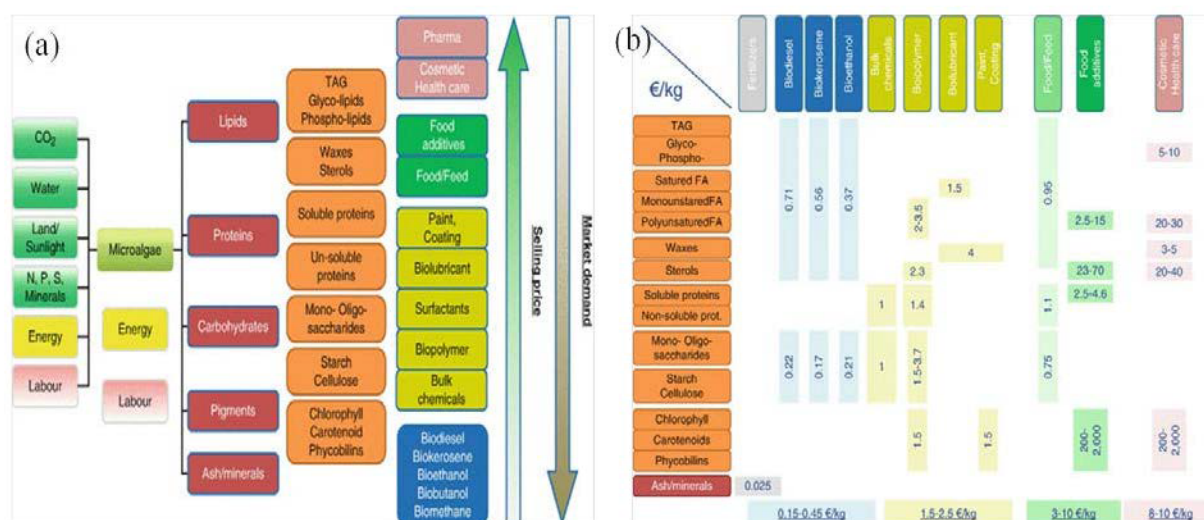 (a)
CO₂
Water
Land/
Sunlight
N, P, S,
Minerals
Energy
Labour
Microalgae
Energy
Labour
Lipids
Proteins
Carbohydrates
Pigments
Ash/minerals
TAG
Glyco-lipids
Phospho-lipids
Waxes
Sterols
Soluble proteins
Un-soluble
proteins
Mono- Oligo-
saccharides
Starch
Cellulose
Chlorophyll
Carotenoid
Phycobilins
Pharma
Cosmetic
Health care
Food
additives
Food/Feed
Paint,
Coating
Biolubricant
Surfactants
Biopolymer
Bulk
chemicals
Biodiesel
Biokerosene
Bioethanol
Biobutanol
Biomethane
Selling price
Market demand
(b)
€/kg
Fertilizers
Biodiesel
Biokerosene
Bioethanol
Bulk
chemicals
Biopolymer
Paint,
Coating
Food/Feed
Food
additives
Cosmetic
Health care
TAG
Glyco-
Phospho-
5-10
Satured FA
1.5
MonounstaredFA
PolyunsaturedFA
0.71
0.56
0.37
2-3.5
0.95
2.5-15
20-30
Waxes
4
3-5
Sterols
2.3
23-70
20-40
Soluble proteins
Non-soluble prot.
1
1.4
1.1
2.5-4.6
Mono- Oligo-
saccharides
Starch
Cellulose
0.22
0.17
0.21
1
1.5-3.7
0.75
Chlorophyll
Carotenoids
Phycobilins
1.5
1.5
200-
2,000
200-
2,000
Ash/minerals
0.025
0.15-0.45 €/kg
1.5-2.5 €/kg
3-10 €/kg
8-10 €/kg